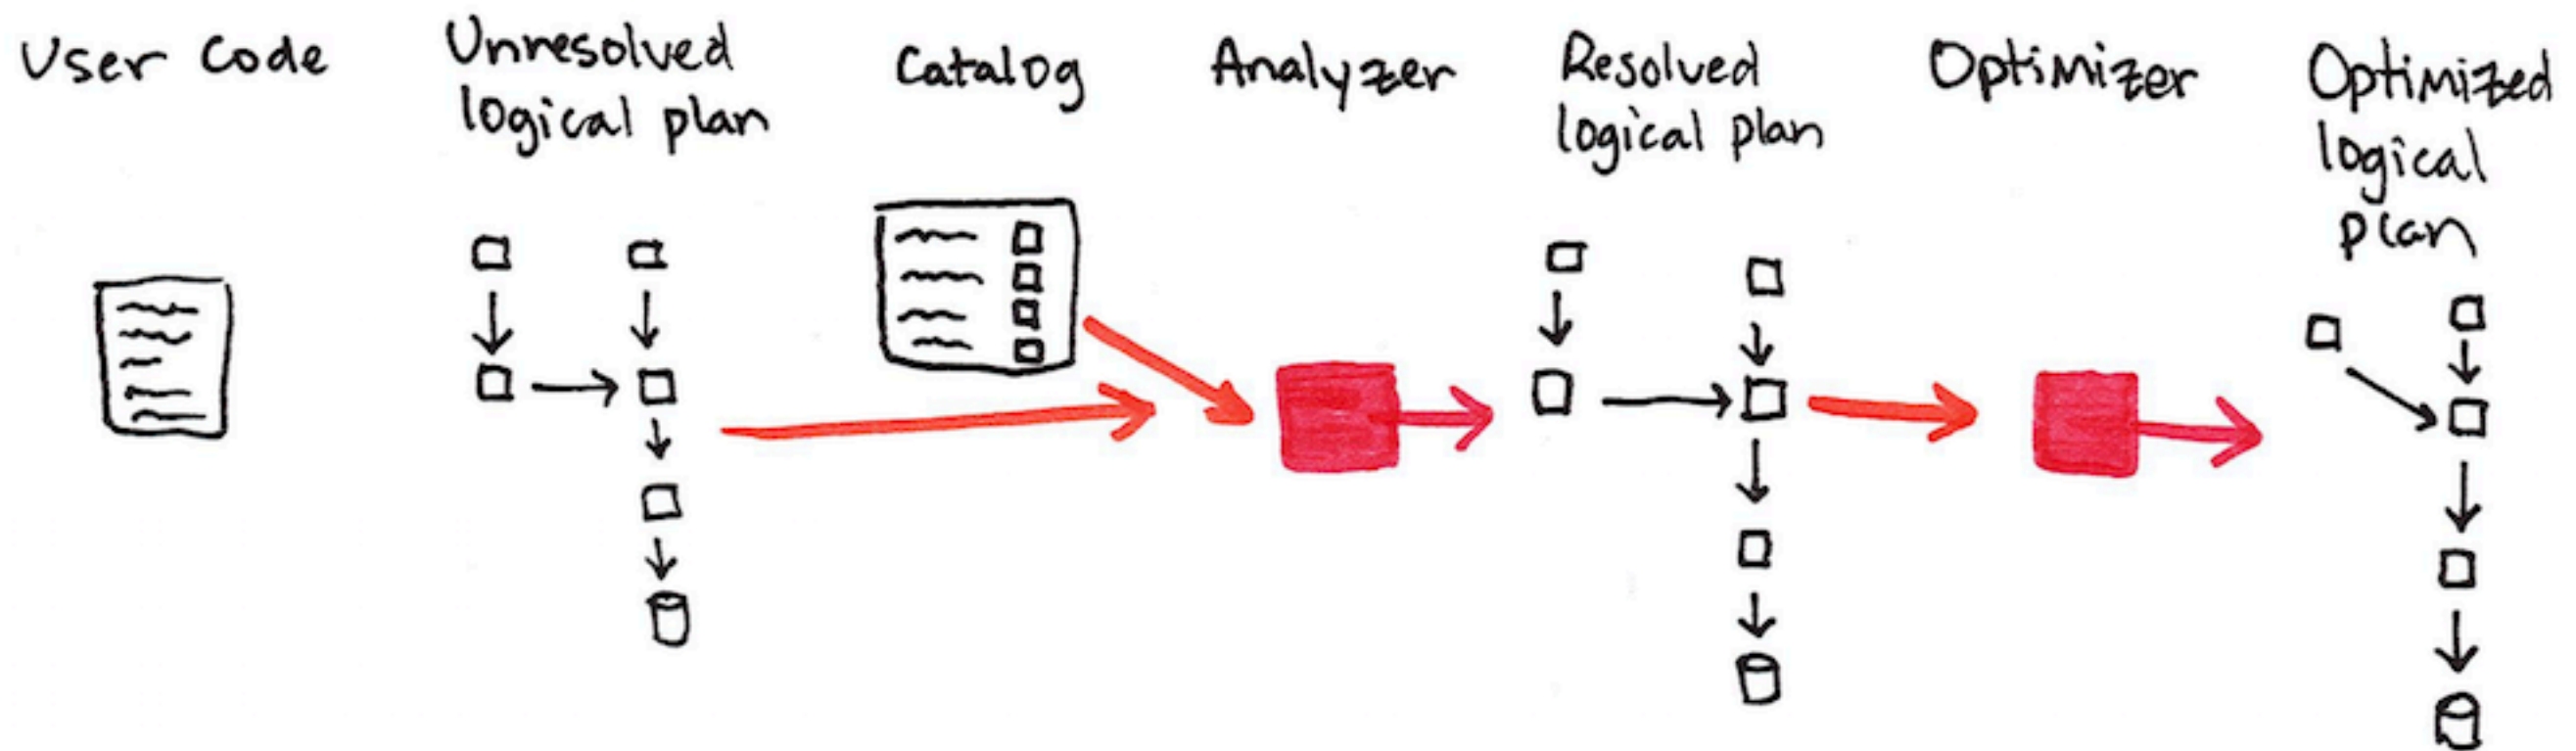 User Code
Unresolved
logical plan
Catalog
Analyzer
Resolved
logical plan
Optimizer
Optimized
logical
plan